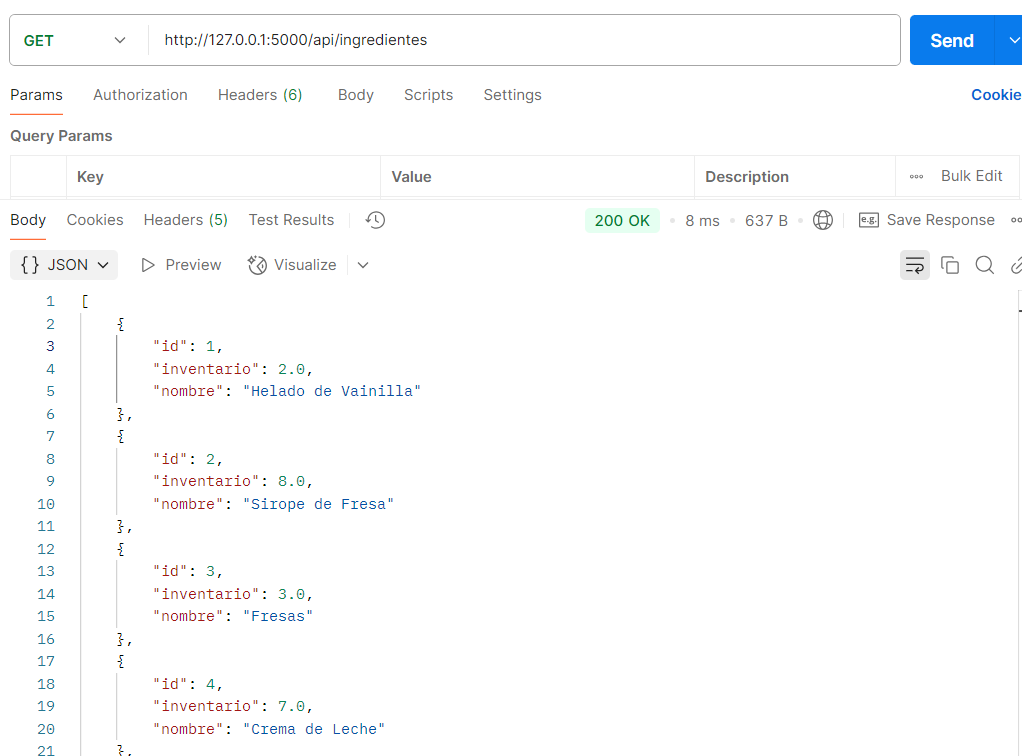 GET http://127.0.0.1:5000/api/ingredientes Send
Params Authorization Headers (6) Body Scripts Settings Cookie
Query Params
Key Value Description Bulk Edit
Body Cookies Headers (5) Test Results 200 OK 8 ms 637 B e.g. Save Response
{} JSON Preview Visualize
1 [
2 {
3 "id": 1,
4 "inventario": 2.0,
5 "nombre": "Helado de Vainilla"
6 },
7 {
8 "id": 2,
9 "inventario": 8.0,
10 "nombre": "Sirope de Fresa"
11 },
12 {
13 "id": 3,
14 "inventario": 3.0,
15 "nombre": "Fresas"
16 },
17 {
18 "id": 4,
19 "inventario": 7.0,
20 "nombre": "Crema de Leche"
21 },